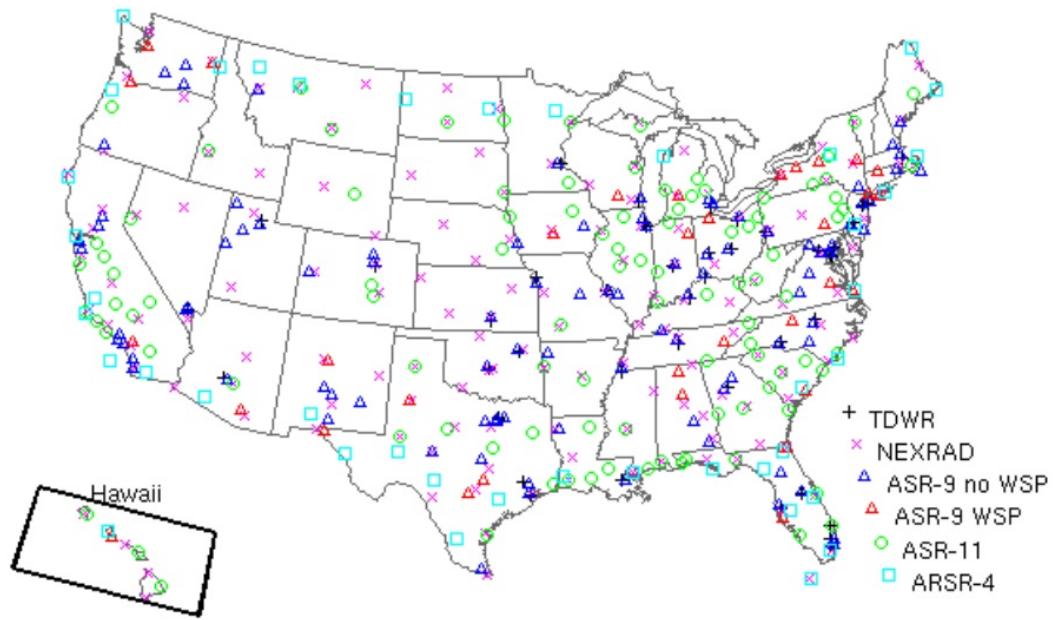 TDWR
NEXRAD
Hawaii
ASR-9 no WSP
ASR-9 WSP
ASR-11
ARSR-4